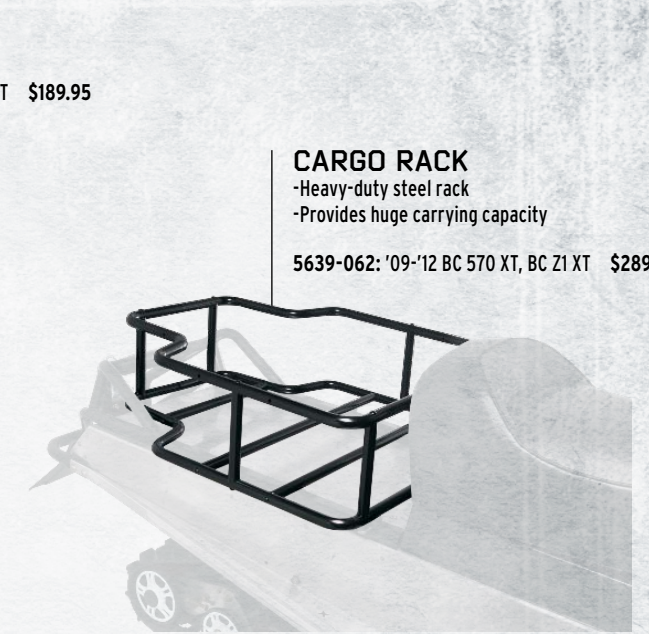 T $189.95
CARGO RACK
-Heavy-duty steel rack
-Provides huge carrying capacity
5639-062: '09-'12 BC 570 XT, BC Z1 XT $289